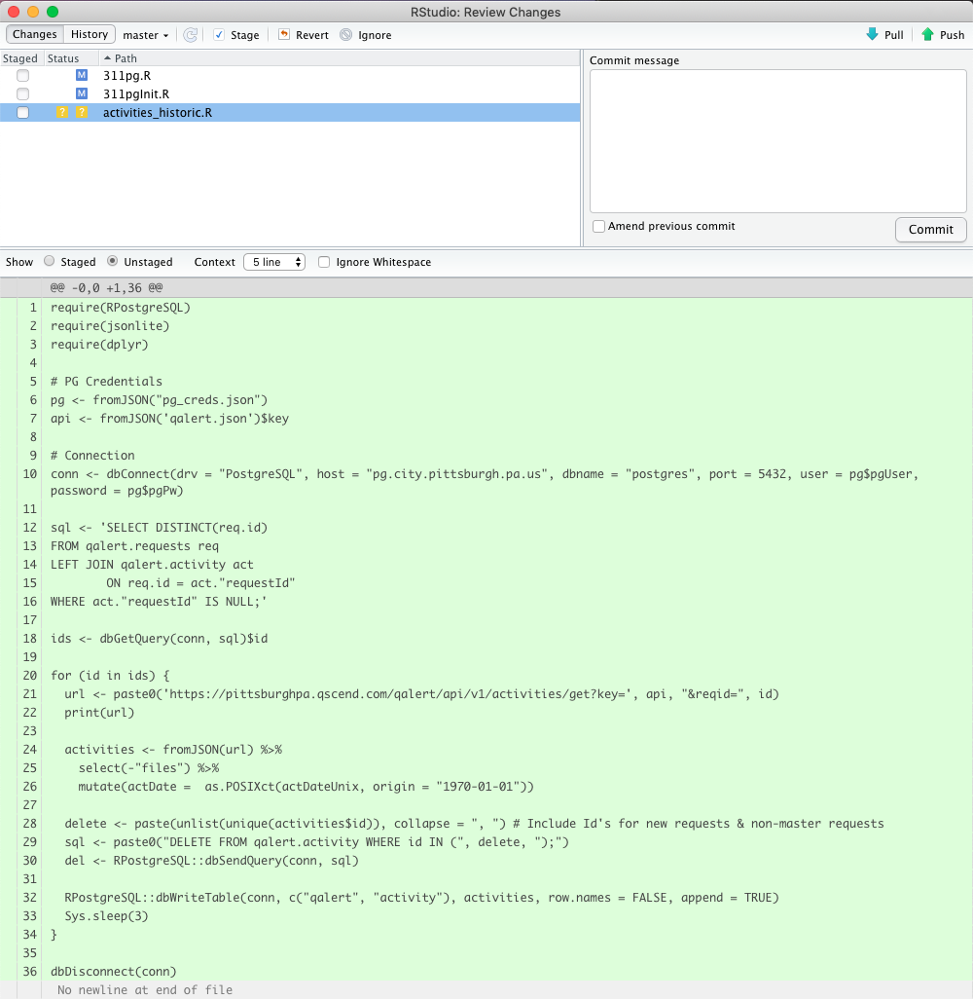 RStudio: Review Changes
Changes History master Stage Revert Ignore Pull Push
Staged Status Path
M 311pg.R
M 311pgInit.R
? ? activities_historic.R
Commit message
Amend previous commit
Commit
Show Staged Unstaged Context 5 line Ignore Whitespace
@@ -0,0 +1,36 @@
1 require(RPostgreSQL)
2 require(jsonlite)
3 require(dplyr)
4
5 # PG Credentials
6 pg <- fromJSON("pg_creds.json")
7 api <- fromJSON('qalert.json')$key
8
9 # Connection
10 conn <- dbConnect(drv = "PostgreSQL", host = "pg.city.pittsburgh.pa.us", dbname = "postgres", port = 5432, user = pg$pgUser,
password = pg$pgPw)
11
12 sql <- 'SELECT DISTINCT(req.id)
13 FROM qalert.requests req
14 LEFT JOIN qalert.activity act
15         ON req.id = act."requestId"
16 WHERE act."requestId" IS NULL;'
17
18 ids <- dbGetQuery(conn, sql)$id
19
20 for (id in ids) {
21   url <- paste0('https://pittsburghpa.qscend.com/qalert/api/v1/activities/get?key=', api, "&reqid=", id)
22   print(url)
23
24   activities <- fromJSON(url) %>%
25     select(-"files") %>%
26     mutate(actDate =  as.POSIXct(actDateUnix, origin = "1970-01-01"))
27
28   delete <- paste(unlist(unique(activities$id)), collapse = ", ") # Include Id's for new requests & non-master requests
29   sql <- paste0("DELETE FROM qalert.activity WHERE id IN (", delete, ");")
30   del <- RPostgreSQL::dbSendQuery(conn, sql)
31
32   RPostgreSQL::dbWriteTable(conn, c("qalert", "activity"), activities, row.names = FALSE, append = TRUE)
33   Sys.sleep(3)
34 }
35
36 dbDisconnect(conn)
No newline at end of file